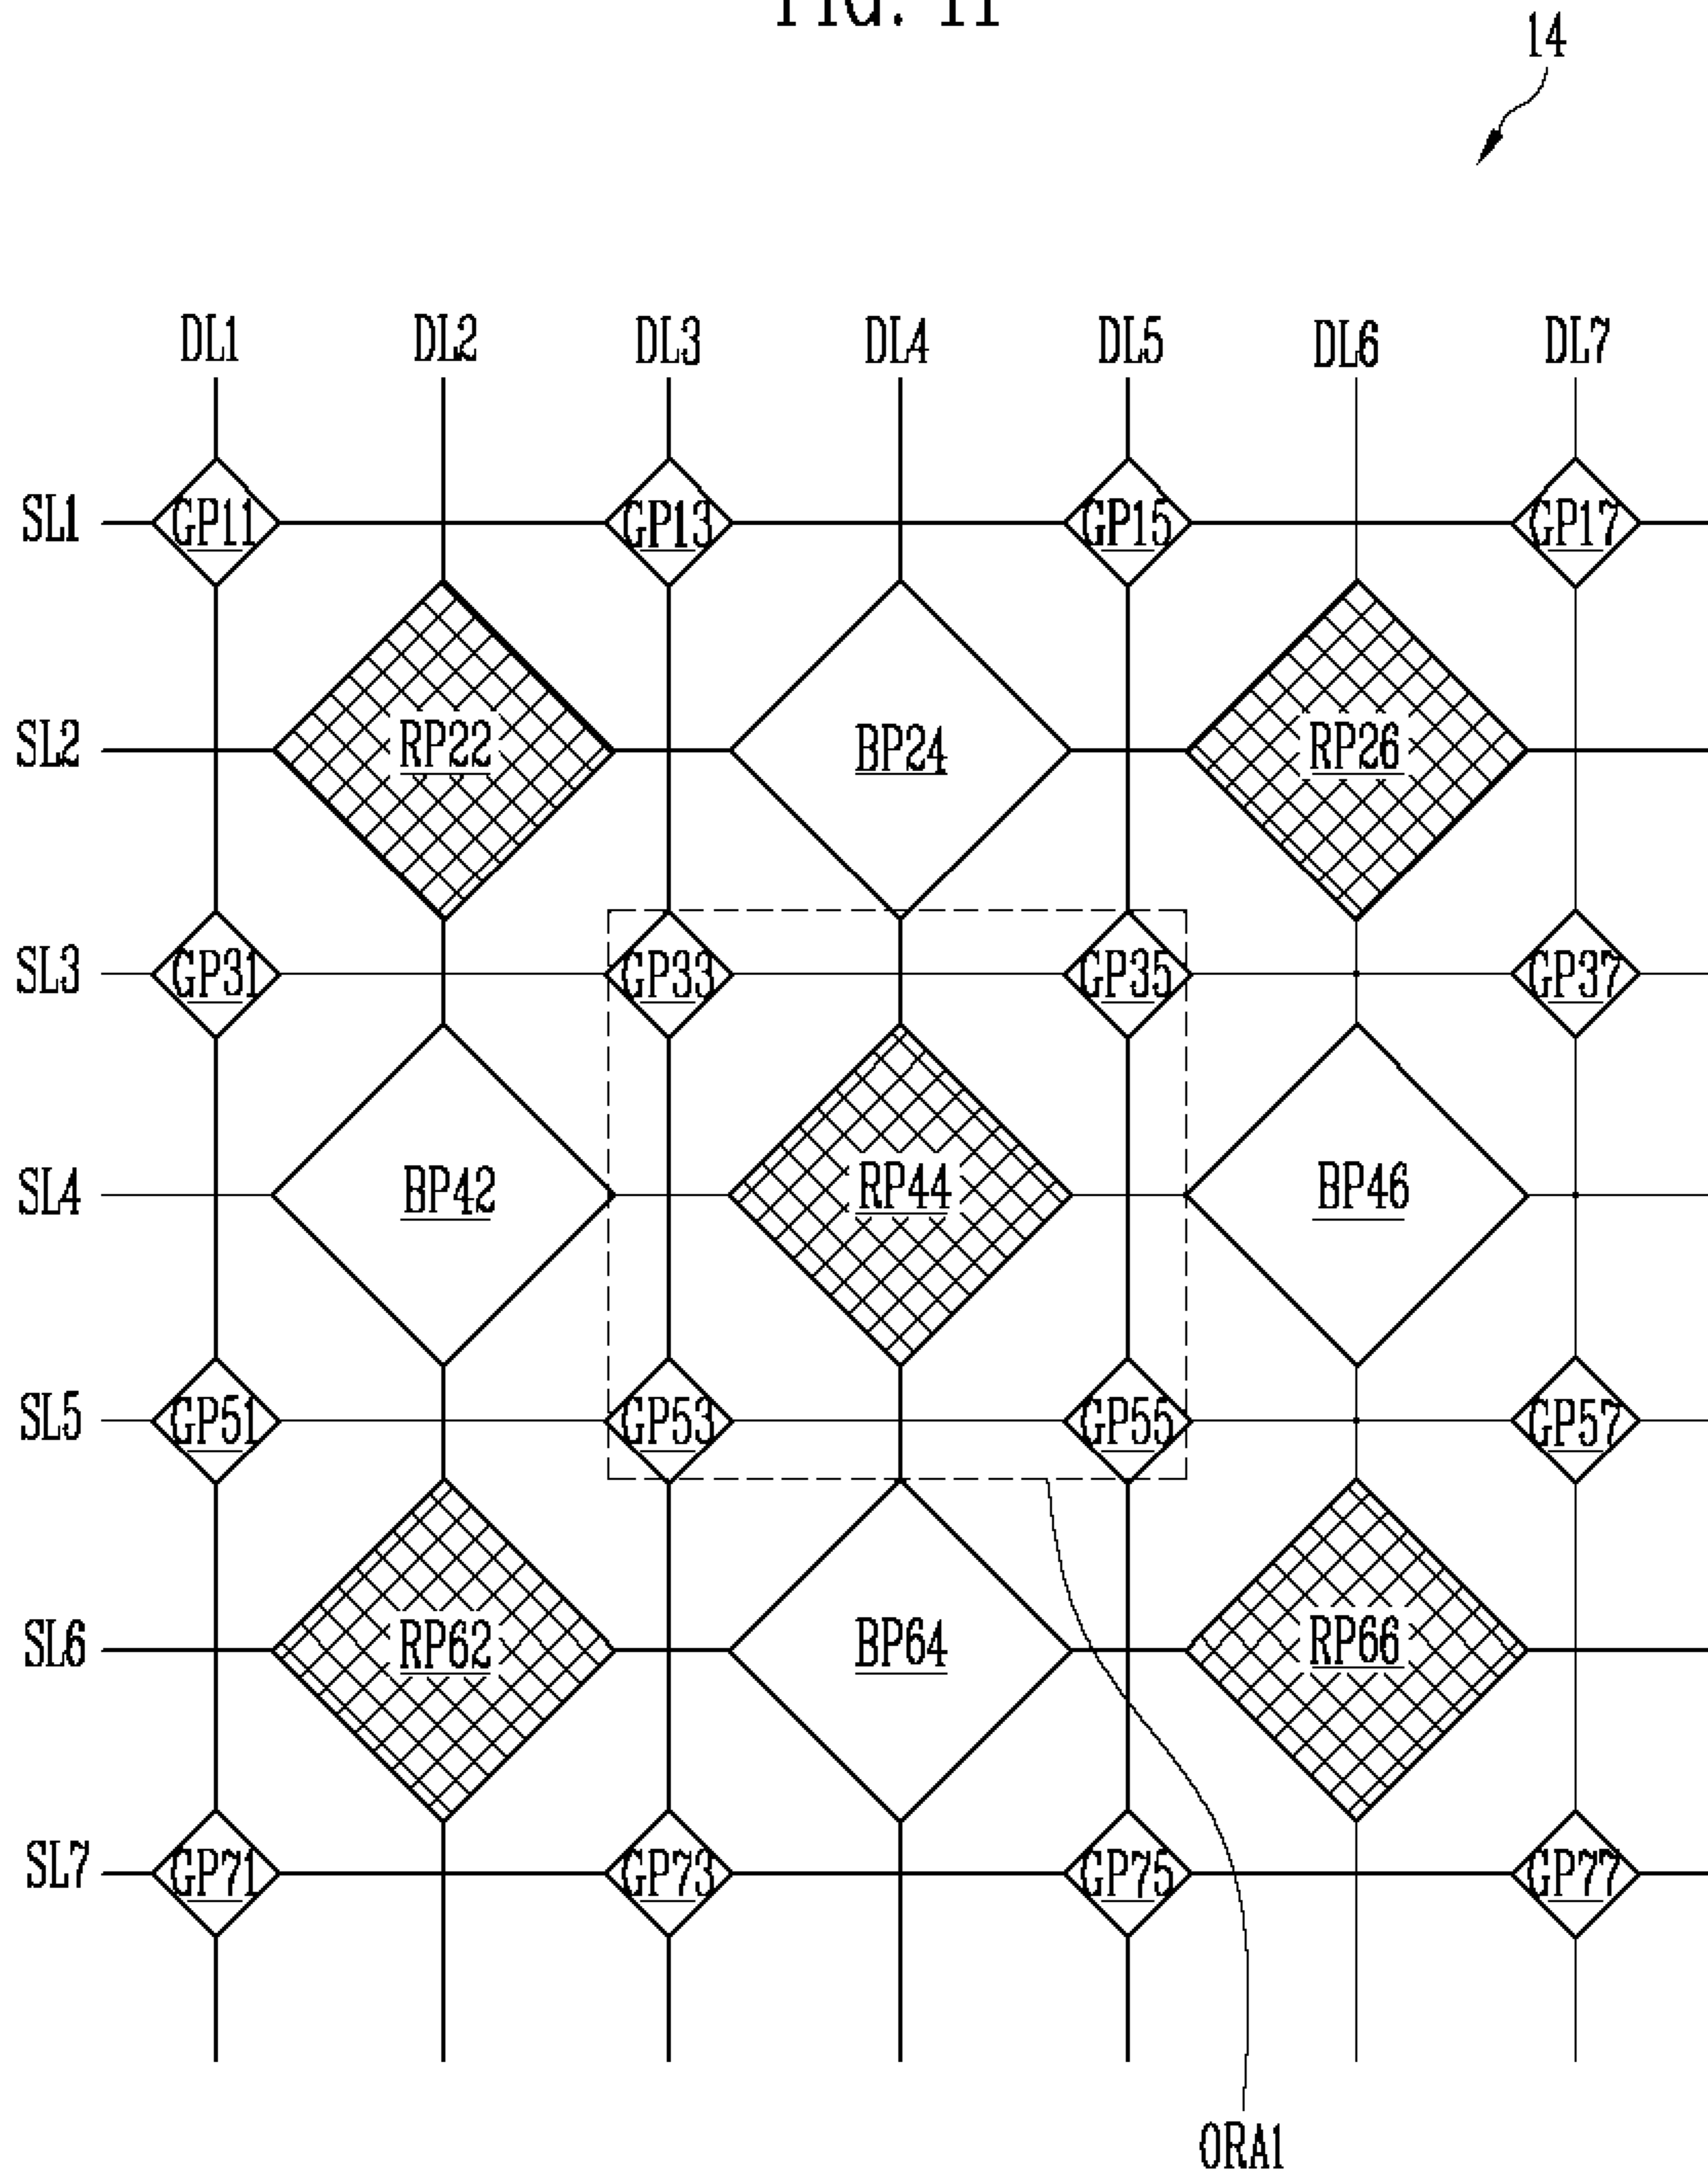 FIG. 11
14
DL1 DL2 DL3 DL4 DL5 DL6 DL7
SL1 GP11 GP13 GP15 GP17
SL2 RP22 BP24 RP26
SL3 GP31 GP33 GP35 GP37
SL4 BP42 RP44 BP46
SL5 GP51 GP53 GP55 GP57
SL6 RP62 BP64 RP66
SL7 GP71 GP73 GP75 GP77
ORA1